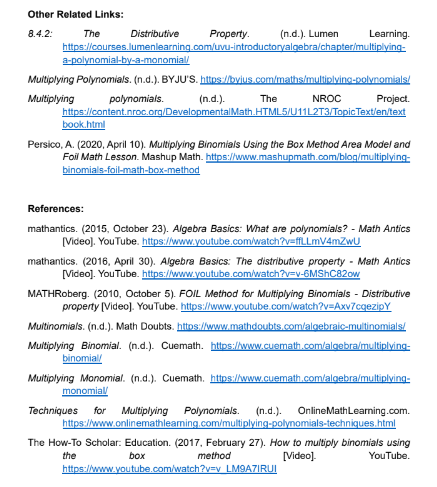 Other Related Links:
8.4.2: The Distributive Property. (n.d.). Lumen Learning.
https://courses.lumenlearning.com/uvu-introductoryalgebra/chapter/multiplying-
a-polynomial-by-a-monomial/
Multiplying Polynomials. (n.d.). BYJU'S. https://byjus.com/maths/multiplying-polynomials/
Multiplying polynomials. (n.d.). The NROC Project.
https://content.nroc.org/DevelopmentalMath.HTML5/U11L2T3/TopicText/en/text
book.html
Persico, A. (2020, April 10). Multiplying Binomials Using the Box Method Area Model and
Foil Math Lesson. Mashup Math. https://www.mashupmath.com/blog/multiplying-
binomials-foil-math-box-method
References:
mathantics. (2015, October 23). Algebra Basics: What are polynomials? - Math Antics
[Video]. YouTube. https://www.youtube.com/watch?v=ffLLmV4mZwU
mathantics. (2016, April 30). Algebra Basics: The distributive property - Math Antics
[Video]. YouTube. https://www.youtube.com/watch?v=v-6MShC82ow
MATHRoberg. (2010, October 5). FOIL Method for Multiplying Binomials - Distributive
property [Video]. YouTube. https://www.youtube.com/watch?v=Axv7cqezipY
Multinomials. (n.d.). Math Doubts. https://www.mathdoubts.com/algebraic-multinomials/
Multiplying Binomial. (n.d.). Cuemath. https://www.cuemath.com/algebra/multiplying-
binomial/
Multiplying Monomial. (n.d.). Cuemath. https://www.cuemath.com/algebra/multiplying-
monomial/
Techniques for Multiplying Polynomials. (n.d.). OnlineMathLearning.com.
https://www.onlinemathlearning.com/multiplying-polynomials-techniques.html
The How-To Scholar: Education. (2017, February 27). How to multiply binomials using
the box method [Video]. YouTube.
https://www.youtube.com/watch?v=v_LM9A7IRUI